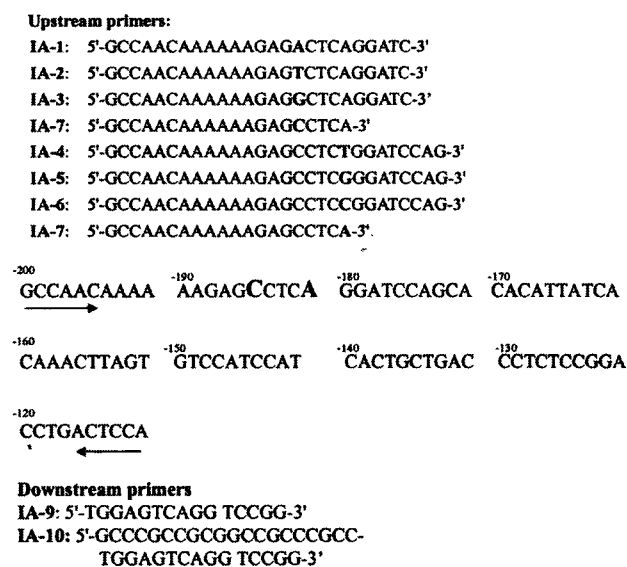 Upstream primers:
IA-1: 5'-GCCAACAAAAAAGAGACTCAGGATC-3'
IA-2: 5'-GCCAACAAAAAAGAGTCTCAGGATC-3'
IA-3: 5'-GCCAACAAAAAAGAGGCTCAGGATC-3'
IA-7: 5'-GCCAACAAAAAAGAGCCTCA-3'
IA-4: 5'-GCCAACAAAAAAGAGCCTCTGGATCCAG-3'
IA-5: 5'-GCCAACAAAAAAGAGCCTCGGGATCCAG-3'
IA-6: 5'-GCCAACAAAAAAGAGCCTCCGGATCCAG-3'
IA-7: 5'-GCCAACAAAAAAGAGCCTCA-3'.
-200 -190 -180 -170
GCCAACAAAA AAGAGCCTCA GGATCCAGCA CACATTATCA
-160 -150 -140 -130
CAAACTTAGT GTCCATCCAT CACTGCTGAC CCTCTCCGGA
-120
CCTGACTCCA
Downstream primers
IA-9: 5'-TGGAGTCAGG TCCGG-3'
IA-10: 5'-GCCCGCCGCGGCCGCCCGCC-
TGGAGTCAGG TCCGG-3'